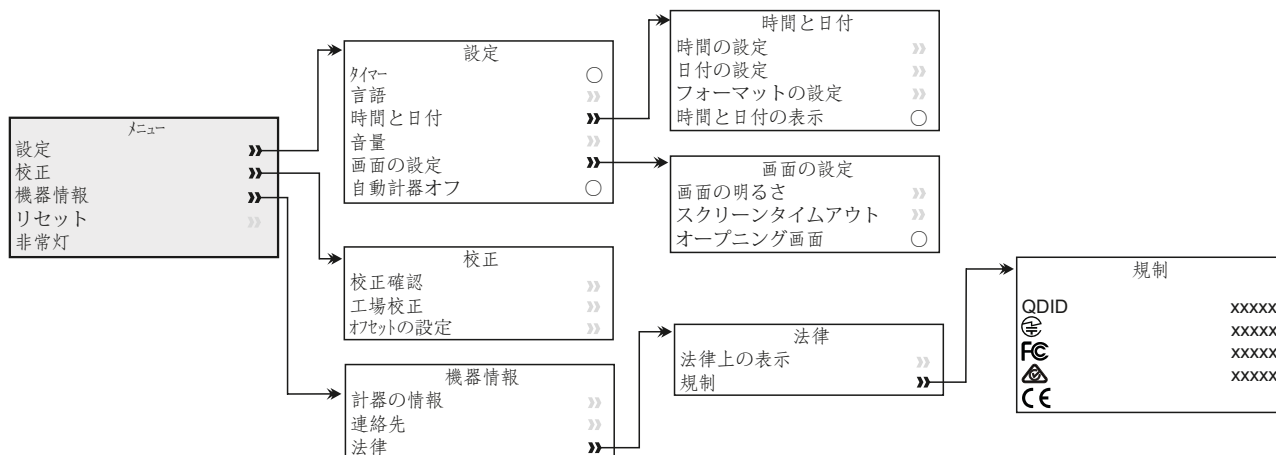 メニュー
設定 »
校正 »
機器情報 »
リセット »
非常灯
設定
タイマー ○
言語 »
時間と日付 »
音量 »
画面の設定 »
自動計器オフ ○
校正
校正確認 »
工場校正 »
オフセットの設定 »
機器情報
計器の情報 »
連絡先 »
法律 »
時間と日付
時間の設定 »
日付の設定 »
フォーマットの設定 »
時間と日付の表示 ○
画面の設定
画面の明るさ »
スクリーンタイムアウト »
オープニング画面 ○
法律
法律上の表示 »
規制 »
規制
QDID xxxxx
xxxxx
FC xxxxx
xxxxx
CE